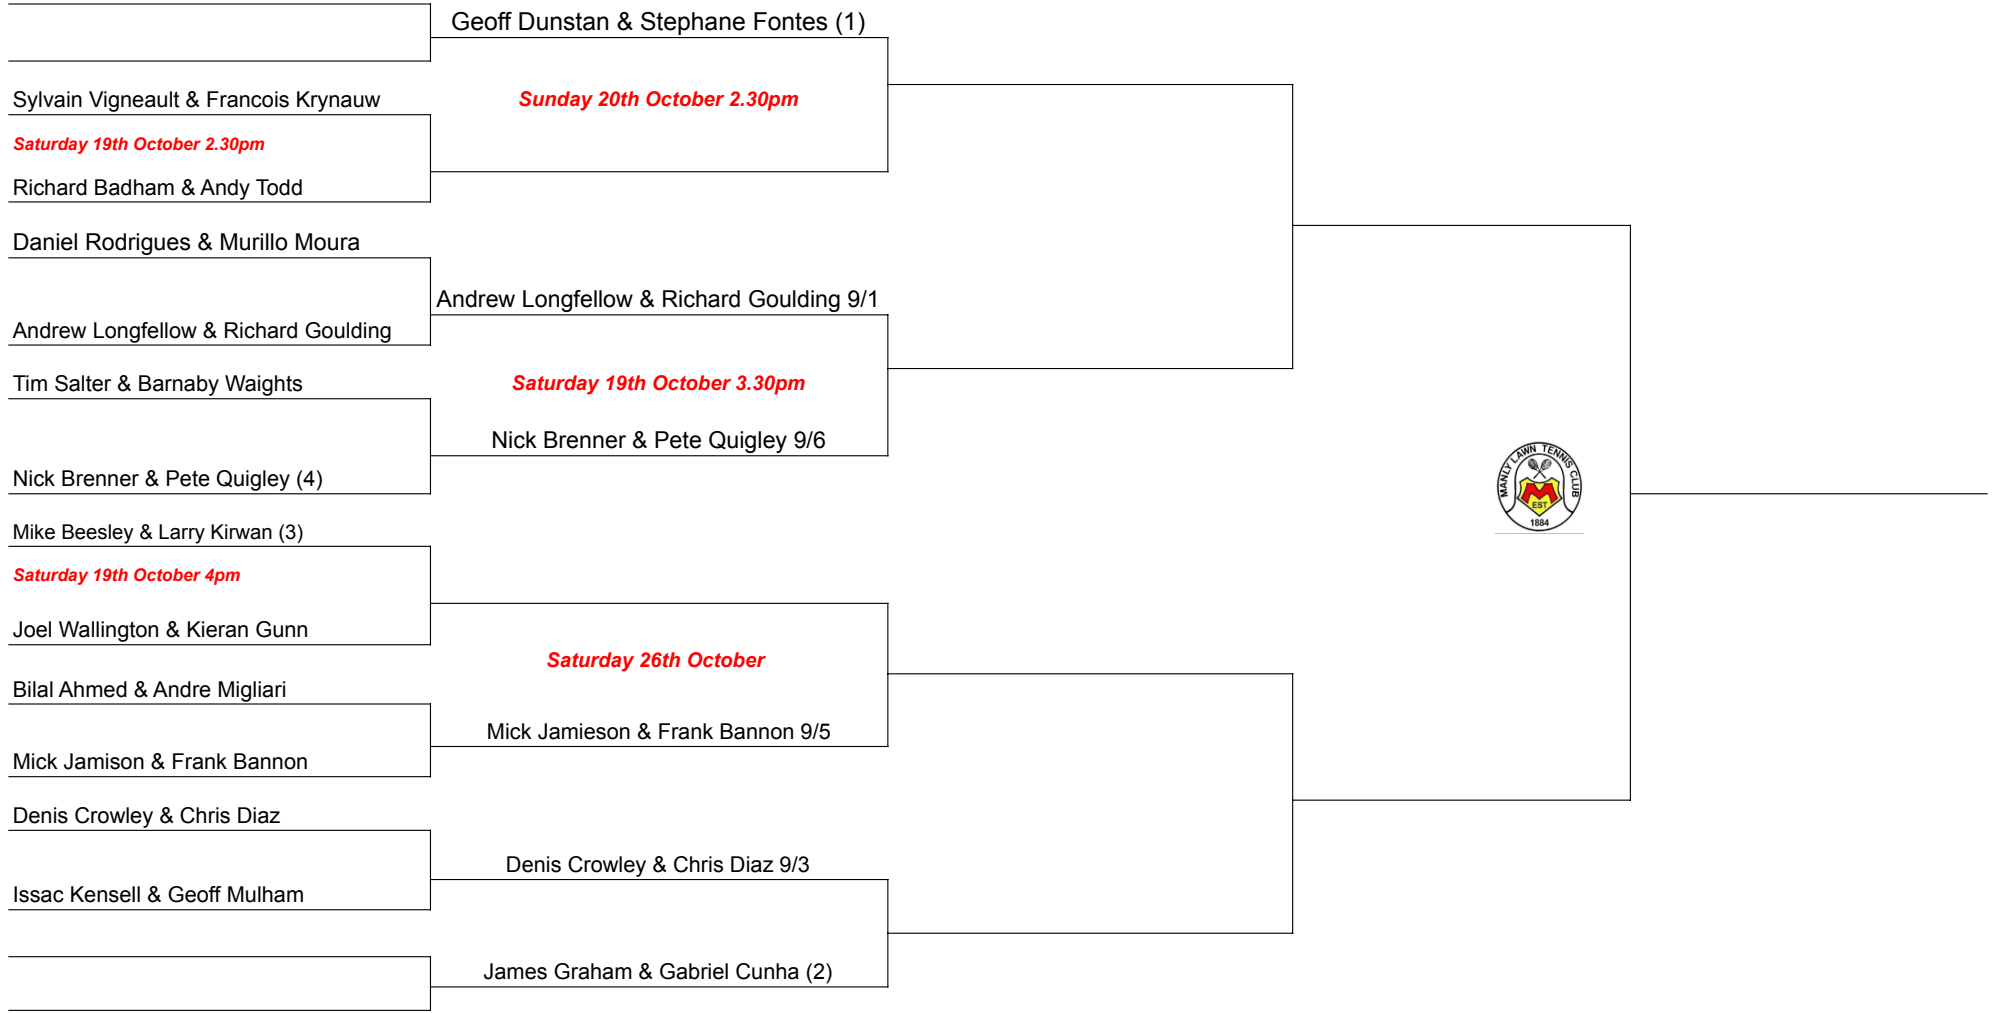 Geoff Dunstan & Stephane Fontes (1)
Sylvain Vigneault & Francois Krynauw
Sunday 20th October 2.30pm
Saturday 19th October 2.30pm
Richard Badham & Andy Todd
Daniel Rodrigues & Murillo Moura
Andrew Longfellow & Richard Goulding 9/1
Andrew Longfellow & Richard Goulding
Tim Salter & Barnaby Waights
Saturday 19th October 3.30pm
Nick Brenner & Pete Quigley 9/6
Nick Brenner & Pete Quigley (4)
MANLY LAWN TENNIS CLUB
M
EST
1884
Mike Beesley & Larry Kirwan (3)
Saturday 19th October 4pm
Joel Wallington & Kieran Gunn
Saturday 26th October
Bilal Ahmed & Andre Migliari
Mick Jamieson & Frank Bannon 9/5
Mick Jamison & Frank Bannon
Denis Crowley & Chris Diaz
Denis Crowley & Chris Diaz 9/3
Issac Kensell & Geoff Mulham
James Graham & Gabriel Cunha (2)